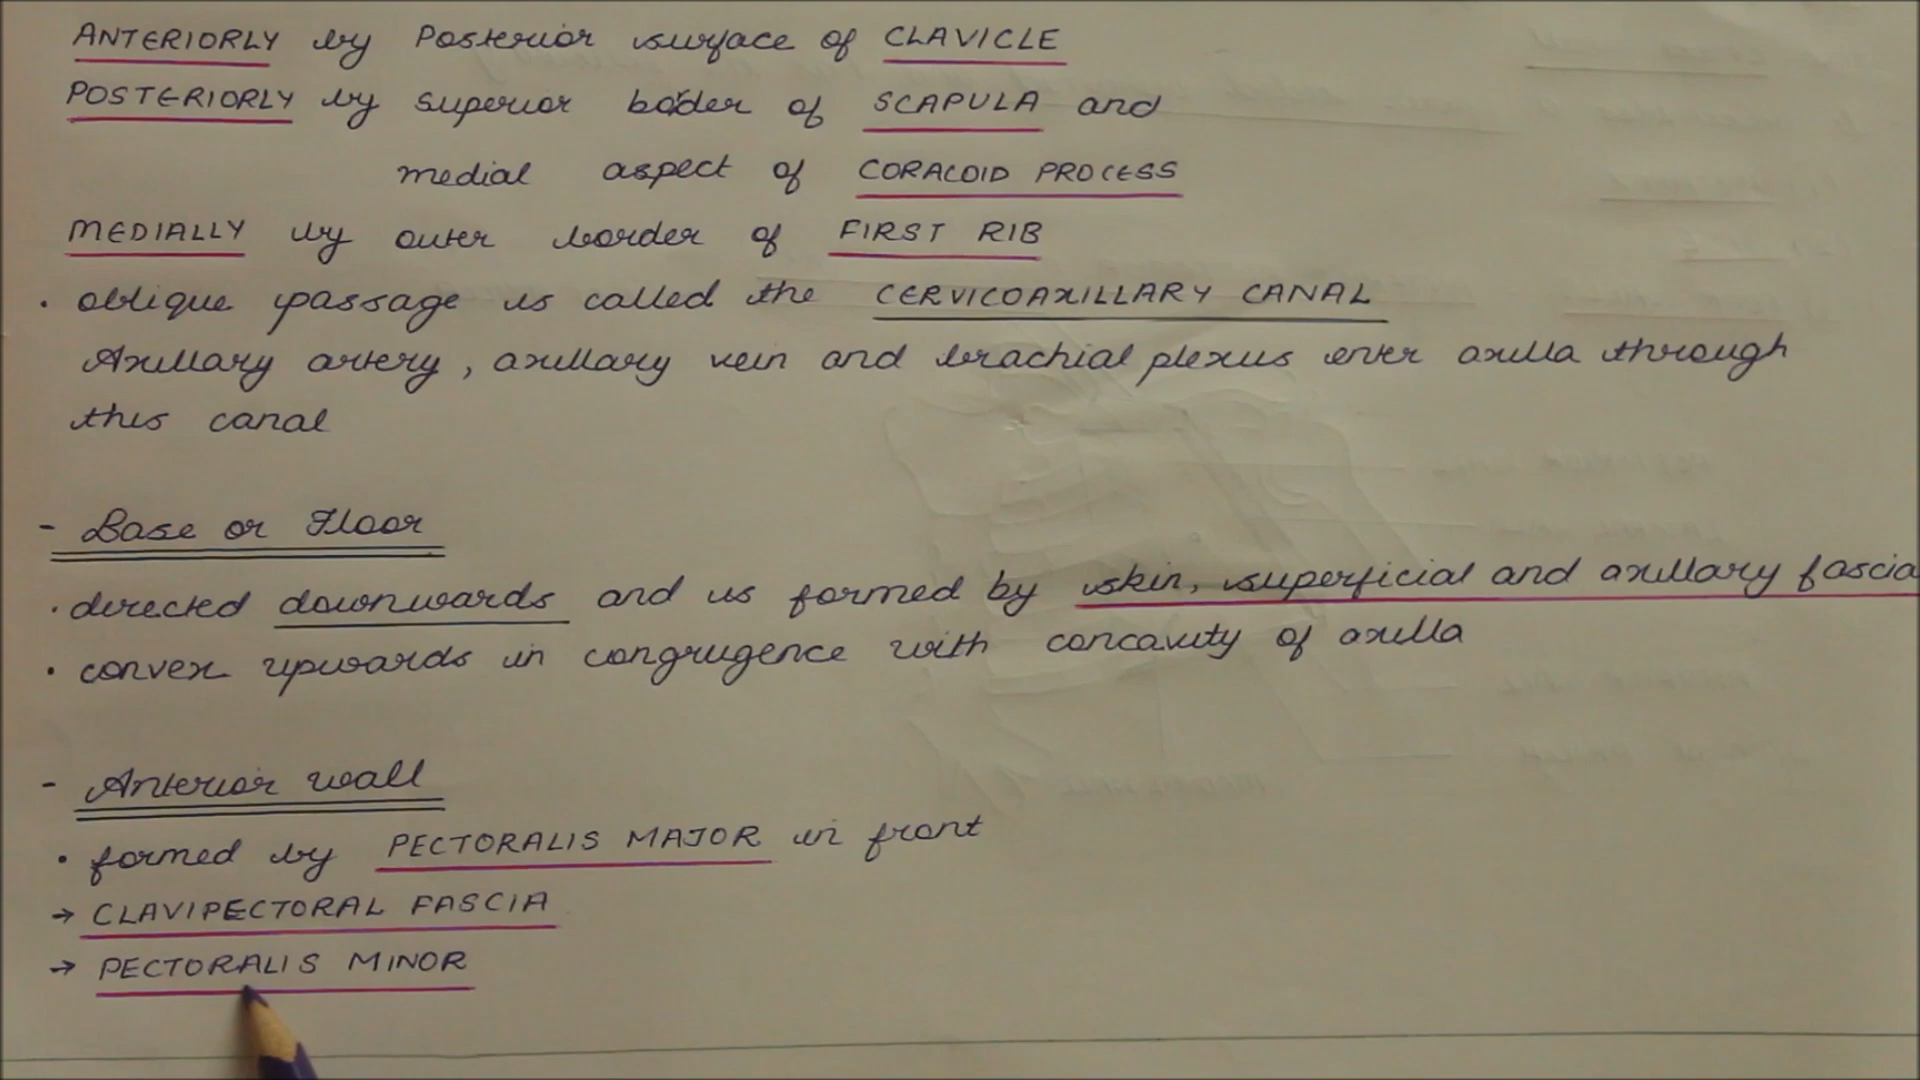 ANTERIORLY by Posterior surface of CLAVICLE
POSTERIORLY by superior border of SCAPULA and
medial aspect of CORACOID PROCESS
MEDIALLY by outer border of FIRST RIB
· oblique passage is called the CERVICOAXILLARY CANAL
Axillary artery, axillary vein and brachial plexus enter axilla through
this canal
- Base or Floor
· directed downwards and is formed by skin, superficial and axillary fascia
· convex upwards in congrugence with concavity of axilla
- Anterior wall
· formed by PECTORALIS MAJOR in front
→ CLAVIPECTORAL FASCIA
→ PECTORALIS MINOR